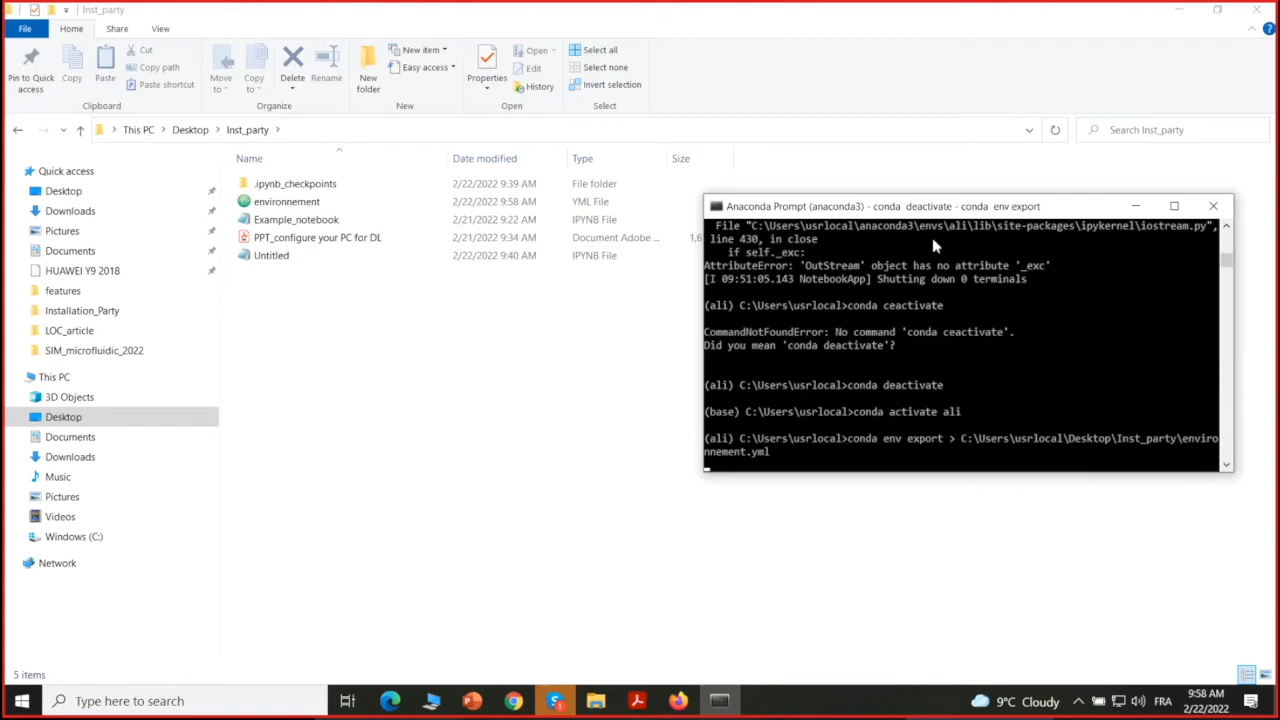 Inst_party
File
Home
Share
View
Pin to Quick access
Copy
Paste
Cut
Copy path
Paste shortcut
Clipboard
Move to
Copy to
Delete
Rename
Organize
New folder
New item
Easy access
New
Properties
Open
Edit
History
Open
Select all
Select none
Invert selection
Select
This PC
Desktop
Inst_party
Search Inst_party
Name
Date modified
Type
Size
.ipynb_checkpoints 2/22/2022 9:39 AM File folder
environnement 2/22/2022 9:58 AM YML File
Example_notebook 2/21/2022 9:22 AM IPYNB File
PPT_configure your PC for DL 2/21/2022 9:34 AM Document Adobe ... 1,6
Untitled 2/22/2022 9:40 AM IPYNB File
Quick access
Desktop
Downloads
Pictures
Documents
HUAWEI Y9 2018
features
Installation_Party
LOC_article
SIM_microfluidic_2022
This PC
3D Objects
Desktop
Documents
Downloads
Music
Pictures
Videos
Windows (C:)
Network
Anaconda Prompt (anaconda3) - conda deactivate - conda env export
File "C:\Users\usrlocal\anaconda3\envs\ali\lib\site-packages\ipykernel\iostream.py",
line 430, in close
if self._exc:
AttributeError: 'OutStream' object has no attribute '_exc'
[I 09:51:05.143 NotebookApp] Shutting down 0 terminals
(ali) C:\Users\usrlocal>conda ceactivate
CommandNotFoundError: No command 'conda ceactivate'.
Did you mean 'conda deactivate'?
(ali) C:\Users\usrlocal>conda deactivate
(base) C:\Users\usrlocal>conda activate ali
(ali) C:\Users\usrlocal>conda env export > C:\Users\usrlocal\Desktop\Inst_party\enviro
nnement.yml
5 items
Type here to search
9°C Cloudy
FRA
9:58 AM
2/22/2022